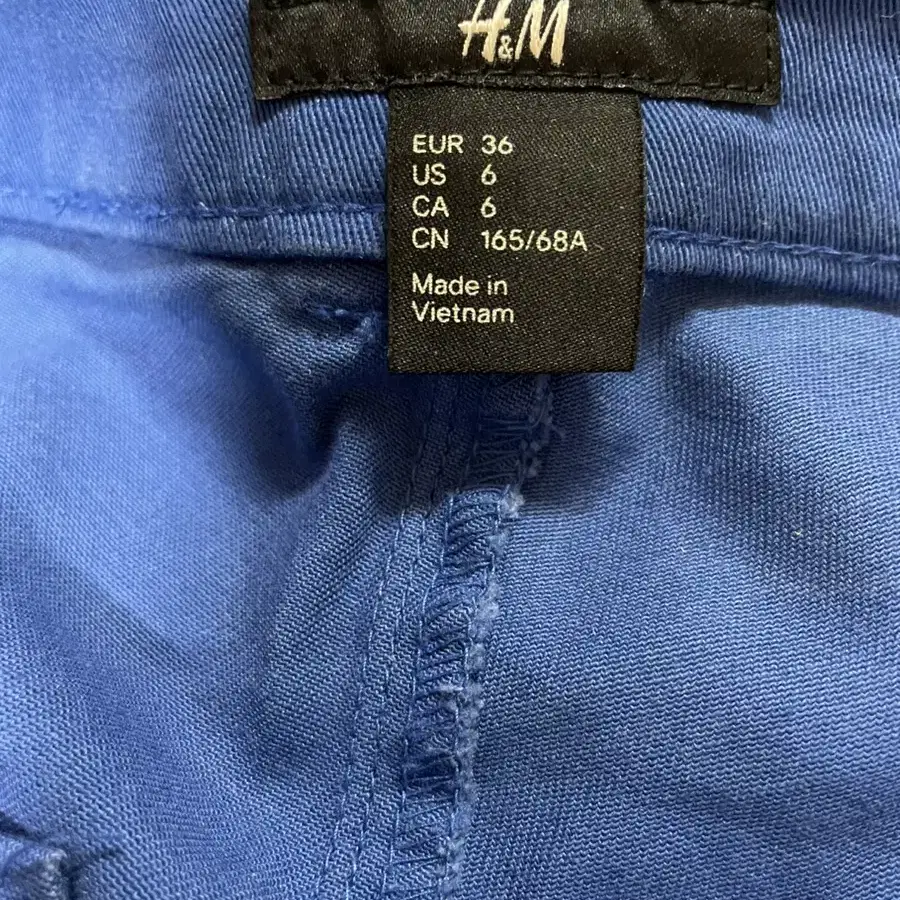 H&M
EUR 36
US 6
CA 6
CN 165/68A
Made in
Vietnam